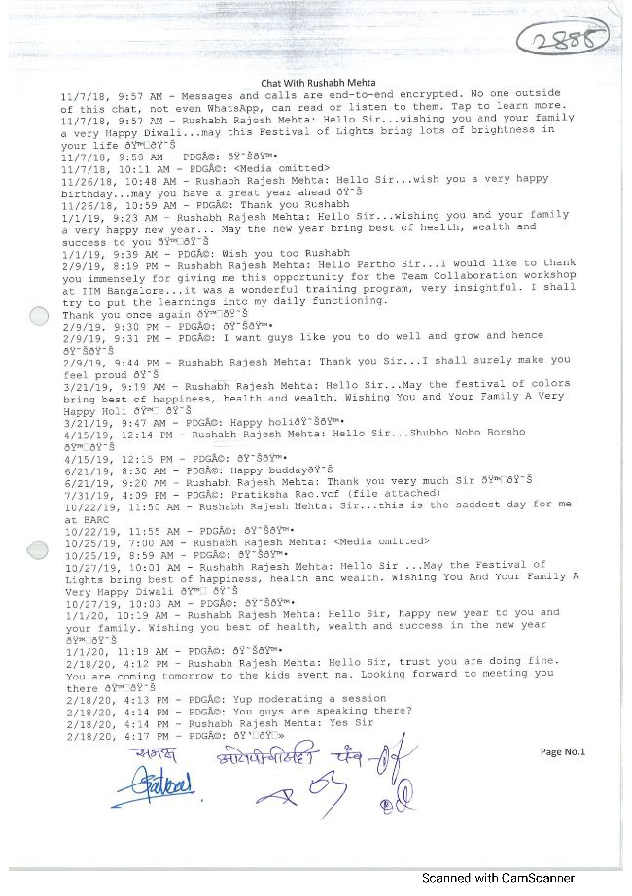 2885
Chat With Rushabh Mehta
11/7/18, 9:57 AM - Messages and calls are end-to-end encrypted. No one outside
of this chat, not even WhatsApp, can read or listen to them. Tap to learn more.
11/7/18, 9:57 AM - Rushabh Rajesh Mehta: Hello Sir...wishing you and your family
a very Happy Diwali...may this Festival of Lights bring lots of brightness in
your life ðŸ™□ðŸ˜Š
11/7/18, 9:50 AM PDGÂ©: ðŸ˜ŠðŸ™•
11/7/18, 10:11 AM - PDGÂ©: <Media omitted>
11/26/18, 10:48 AM - Rushabh Rajesh Mehta: Hello Sir...wish you a very happy
birthday...may you have a great year ahead ðŸ˜Š
11/26/18, 10:59 AM - PDGÂ©: Thank you Rushabh
1/1/19, 9:23 AM - Rushabh Rajesh Mehta: Hello Sir...wishing you and your family
a very happy new year... May the new year bring best of health, wealth and
success to you ðŸ™□ðŸ˜Š
1/1/19, 9:39 AM - PDGÂ©: Wish you too Rushabh
2/9/19, 8:19 PM - Rushabh Rajesh Mehta: Hello Partho Sir...I would like to thank
you immensely for giving me this opportunity for the Team Collaboration workshop
at IIM Bangalore...it was a wonderful training program, very insightful. I shall
try to put the learnings into my daily functioning.
Thank you once again ðŸ™□ðŸ˜Š
2/9/19, 9:30 PM - PDGÂ©: ðŸ˜ŠðŸ™•
2/9/19, 9:31 PM - PDGÂ©: I want guys like you to do well and grow and hence
ðŸ˜ŠðŸ˜Š
2/9/19, 9:44 PM - Rushabh Rajesh Mehta: Thank you Sir...I shall surely make you
feel proud ðŸ™□ðŸ˜Š
3/21/19, 9:19 AM - Rushabh Rajesh Mehta: Hello Sir...May the festival of colors
bring best of happiness, health and wealth. Wishing You and Your Family A Very
Happy Holi ðŸ™□ ðŸ˜Š
3/21/19, 9:47 AM - PDGÂ©: Happy holiðŸ˜ŠðŸ™•
4/15/19, 12:14 PM - Rushabh Rajesh Mehta: Hello Sir...Shubho Nobo Borsho
ðŸ™□ðŸ˜Š
4/15/19, 12:15 PM - PDGÂ©: ðŸ˜ŠðŸ™•
6/21/19, 8:30 AM - PDGÂ©: Happy buddayðŸ˜Š
6/21/19, 9:20 AM - Rushabh Rajesh Mehta: Thank you very much Sir ðŸ™□ðŸ˜Š
7/31/19, 4:09 PM - PDGÂ©: Pratiksha Rao.vcf (file attached)
10/22/19, 11:50 AM - Rushabh Rajesh Mehta: Sir...this is the saddest day for me
at BARC
10/22/19, 11:55 AM - PDGÂ©: ðŸ˜ŠðŸ™•
10/25/19, 7:00 AM - Rushabh Rajesh Mehta: <Media omitted>
10/25/19, 8:59 AM - PDGÂ©: ðŸ˜ŠðŸ™•
10/27/19, 10:01 AM - Rushabh Rajesh Mehta: Hello Sir ...May the Festival of
Lights bring best of happiness, health and wealth. Wishing You And Your Family A
Very Happy Diwali ðŸ™□ ðŸ˜Š
10/27/19, 10:03 AM - PDGÂ©: ðŸ˜ŠðŸ™•
1/1/20, 10:19 AM - Rushabh Rajesh Mehta: Hello Sir, happy new year to you and
your family. Wishing you best of health, wealth and success in the new year
ðŸ™□ðŸ˜Š
1/1/20, 11:19 AM - PDGÂ©: ðŸ˜ŠðŸ™•
2/18/20, 4:12 PM - Rushabh Rajesh Mehta: Hello Sir, trust you are doing fine.
You are coming tomorrow to the kids event na. Looking forward to meeting you
there ðŸ™□ðŸ˜Š
2/18/20, 4:13 PM - PDGÂ©: Yup moderating a session
2/18/20, 4:14 PM - PDGÂ©: You guys are speaking there?
2/18/20, 4:14 PM - Rushabh Rajesh Mehta: Yes Sir
2/18/20, 4:17 PM - PDGÂ©: ðŸ'□ðŸ□»
समक्ष आरोपीची सही पंच
Page No.1
Scanned with CamScanner